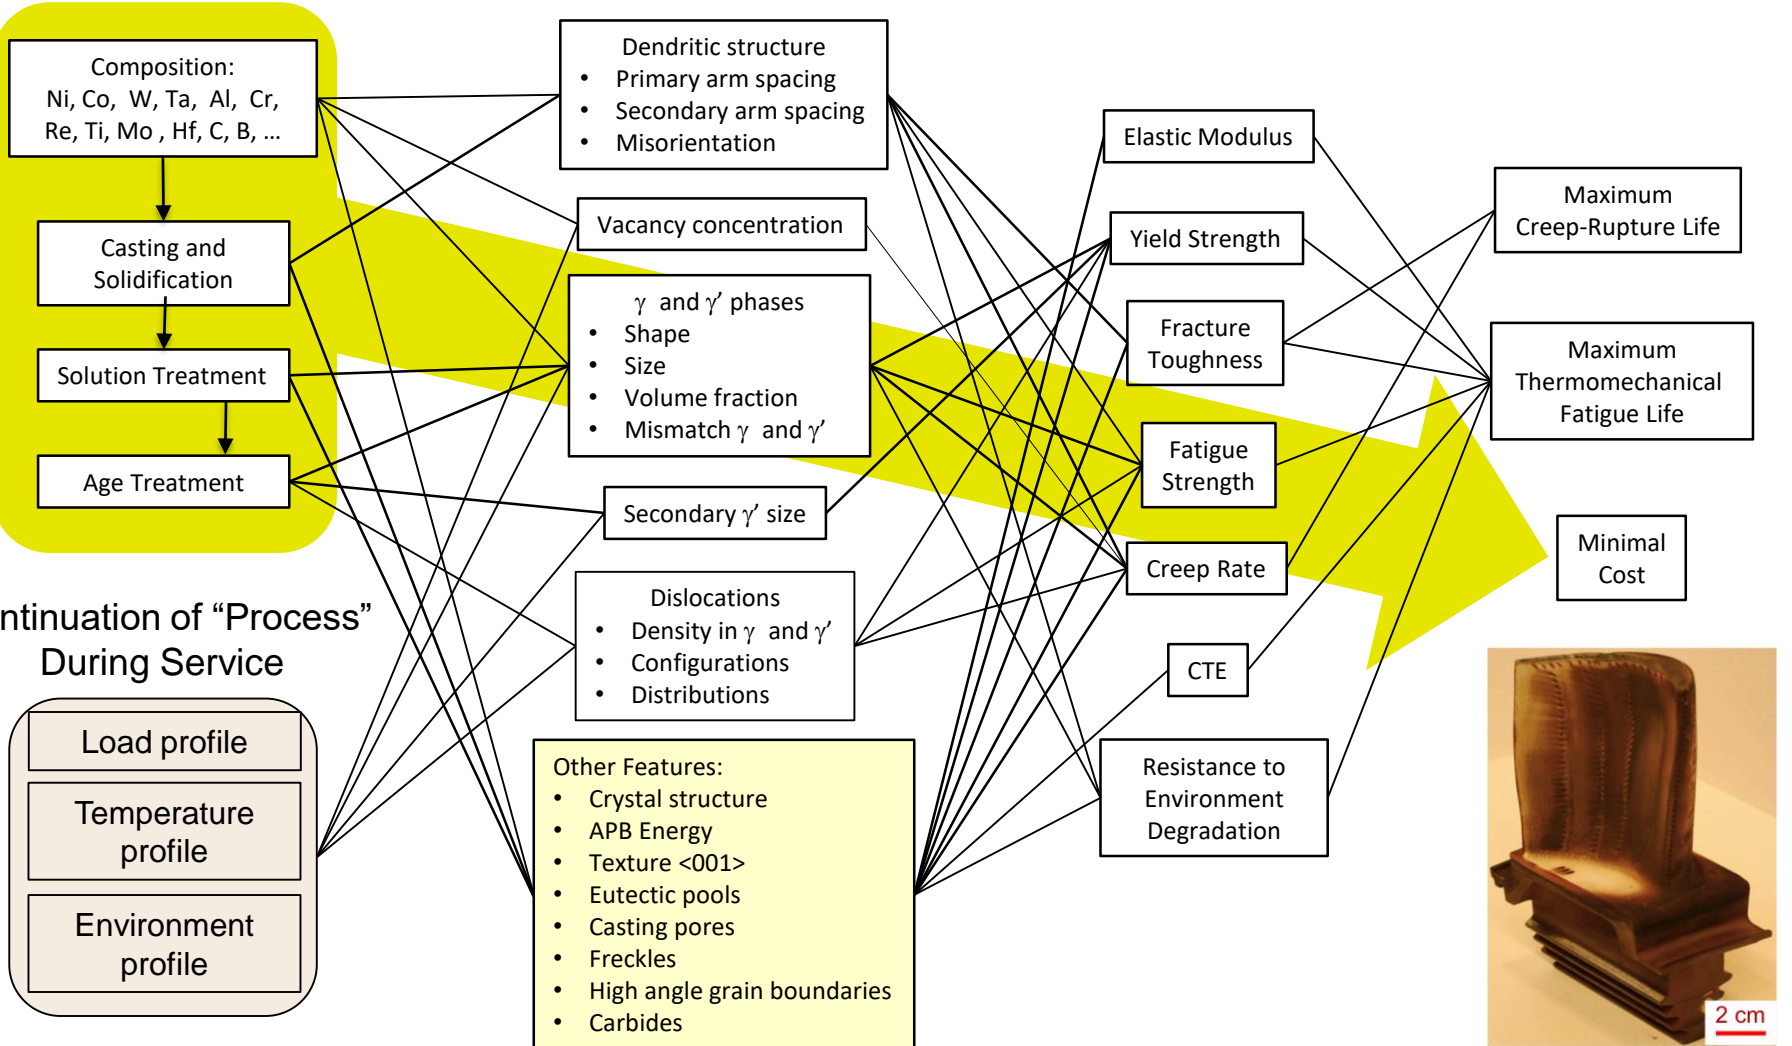 Composition:
Ni, Co, W, Ta, Al, Cr,
Re, Ti, Mo , Hf, C, B, ...
Casting and
Solidification
Solution Treatment
Age Treatment
ntinuation of “Process”
During Service
Load profile
Temperature
profile
Environment
profile
Dendritic structure
• Primary arm spacing
• Secondary arm spacing
• Misorientation
Vacancy concentration
γ and γ’ phases
• Shape
• Size
• Volume fraction
• Mismatch γ and γ’
Secondary γ’ size
Dislocations
• Density in γ and γ’
• Configurations
• Distributions
Other Features:
• Crystal structure
• APB Energy
• Texture <001>
• Eutectic pools
• Casting pores
• Freckles
• High angle grain boundaries
• Carbides
Elastic Modulus
Yield Strength
Fracture
Toughness
Fatigue
Strength
Creep Rate
CTE
Resistance to
Environment
Degradation
Maximum
Creep-Rupture Life
Maximum
Thermomechanical
Fatigue Life
Minimal
Cost
2 cm